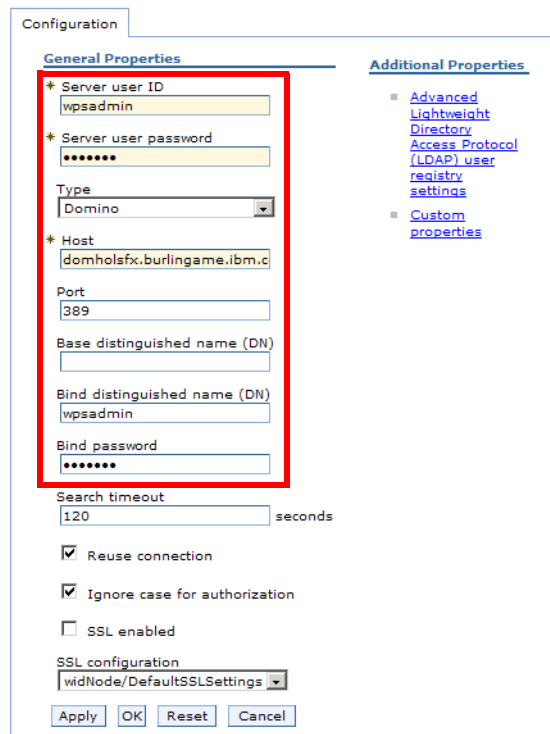 Configuration
General Properties
* Server user ID
wpsadmin
* Server user password
•••••••
Type
Domino
* Host
domholsfx.burlingame.ibm.c
Port
389
Base distinguished name (DN)
Bind distinguished name (DN)
wpsadmin
Bind password
•••••••
Search timeout
120 seconds
Reuse connection
Ignore case for authorization
SSL enabled
SSL configuration
widNode/DefaultSSLSettings
Apply OK Reset Cancel
Additional Properties
Advanced
Lightweight
Directory
Access Protocol
(LDAP) user
registry
settings
Custom
properties